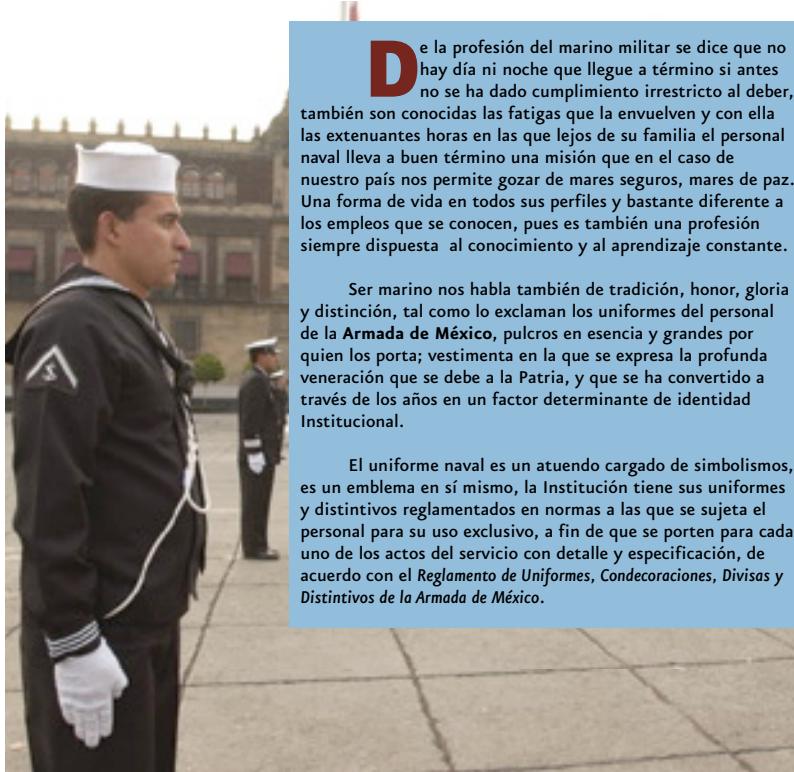 De la profesión del marino militar se dice que no
hay día ni noche que llegue a término si antes
no se ha dado cumplimiento irrestricto al deber,
también son conocidas las fatigas que la envuelven y con ella
las extenuantes horas en las que lejos de su familia el personal
naval lleva a buen término una misión que en el caso de
nuestro país nos permite gozar de mares seguros, mares de paz.
Una forma de vida en todos sus perfiles y bastante diferente a
los empleos que se conocen, pues es también una profesión
siempre dispuesta al conocimiento y al aprendizaje constante.
Ser marino nos habla también de tradición, honor, gloria
y distinción, tal como lo exclaman los uniformes del personal
de la Armada de México, pulcros en esencia y grandes por
quien los porta; vestimenta en la que se expresa la profunda
veneración que se debe a la Patria, y que se ha convertido a
través de los años en un factor determinante de identidad
Institucional.
El uniforme naval es un atuendo cargado de simbolismos,
es un emblema en sí mismo, la Institución tiene sus uniformes
y distintivos reglamentados en normas a las que se sujeta el
personal para su uso exclusivo, a fin de que se porten para cada
uno de los actos del servicio con detalle y especificación, de
acuerdo con el Reglamento de Uniformes, Condecoraciones, Divisas y
Distintivos de la Armada de México.